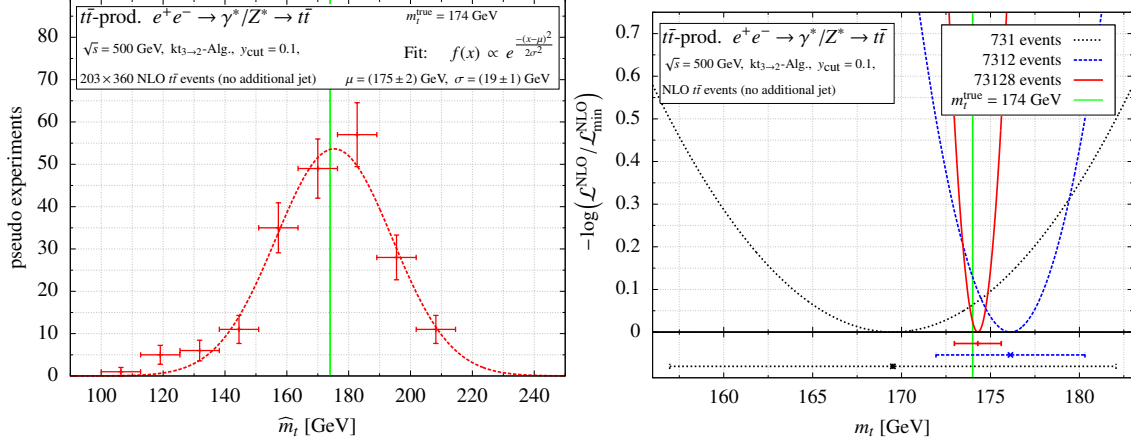 tt̄-prod. e⁺e⁻ → γ*/Z* → tt̄
m_t^true = 174 GeV
√s = 500 GeV, kt₃→₂-Alg., y_cut = 0.1,
Fit: f(x) ∝ e^(−(x−μ)²/2σ²)
203×360 NLO tt̄ events (no additional jet)
μ = (175±2) GeV, σ = (19±1) GeV
pseudo experiments
80
70
60
50
40
30
20
10
0
100 120 140 160 180 200 220 240
m̂_t [GeV]
tt̄-prod. e⁺e⁻ → γ*/Z* → tt̄
√s = 500 GeV, kt₃→₂-Alg., y_cut = 0.1,
NLO tt̄ events (no additional jet)
731 events
7312 events
73128 events
m_t^true = 174 GeV
−log(ℒ^NLO/ℒ_min^NLO)
0.7
0.6
0.5
0.4
0.3
0.2
0.1
0
160 165 170 175 180
m_t [GeV]